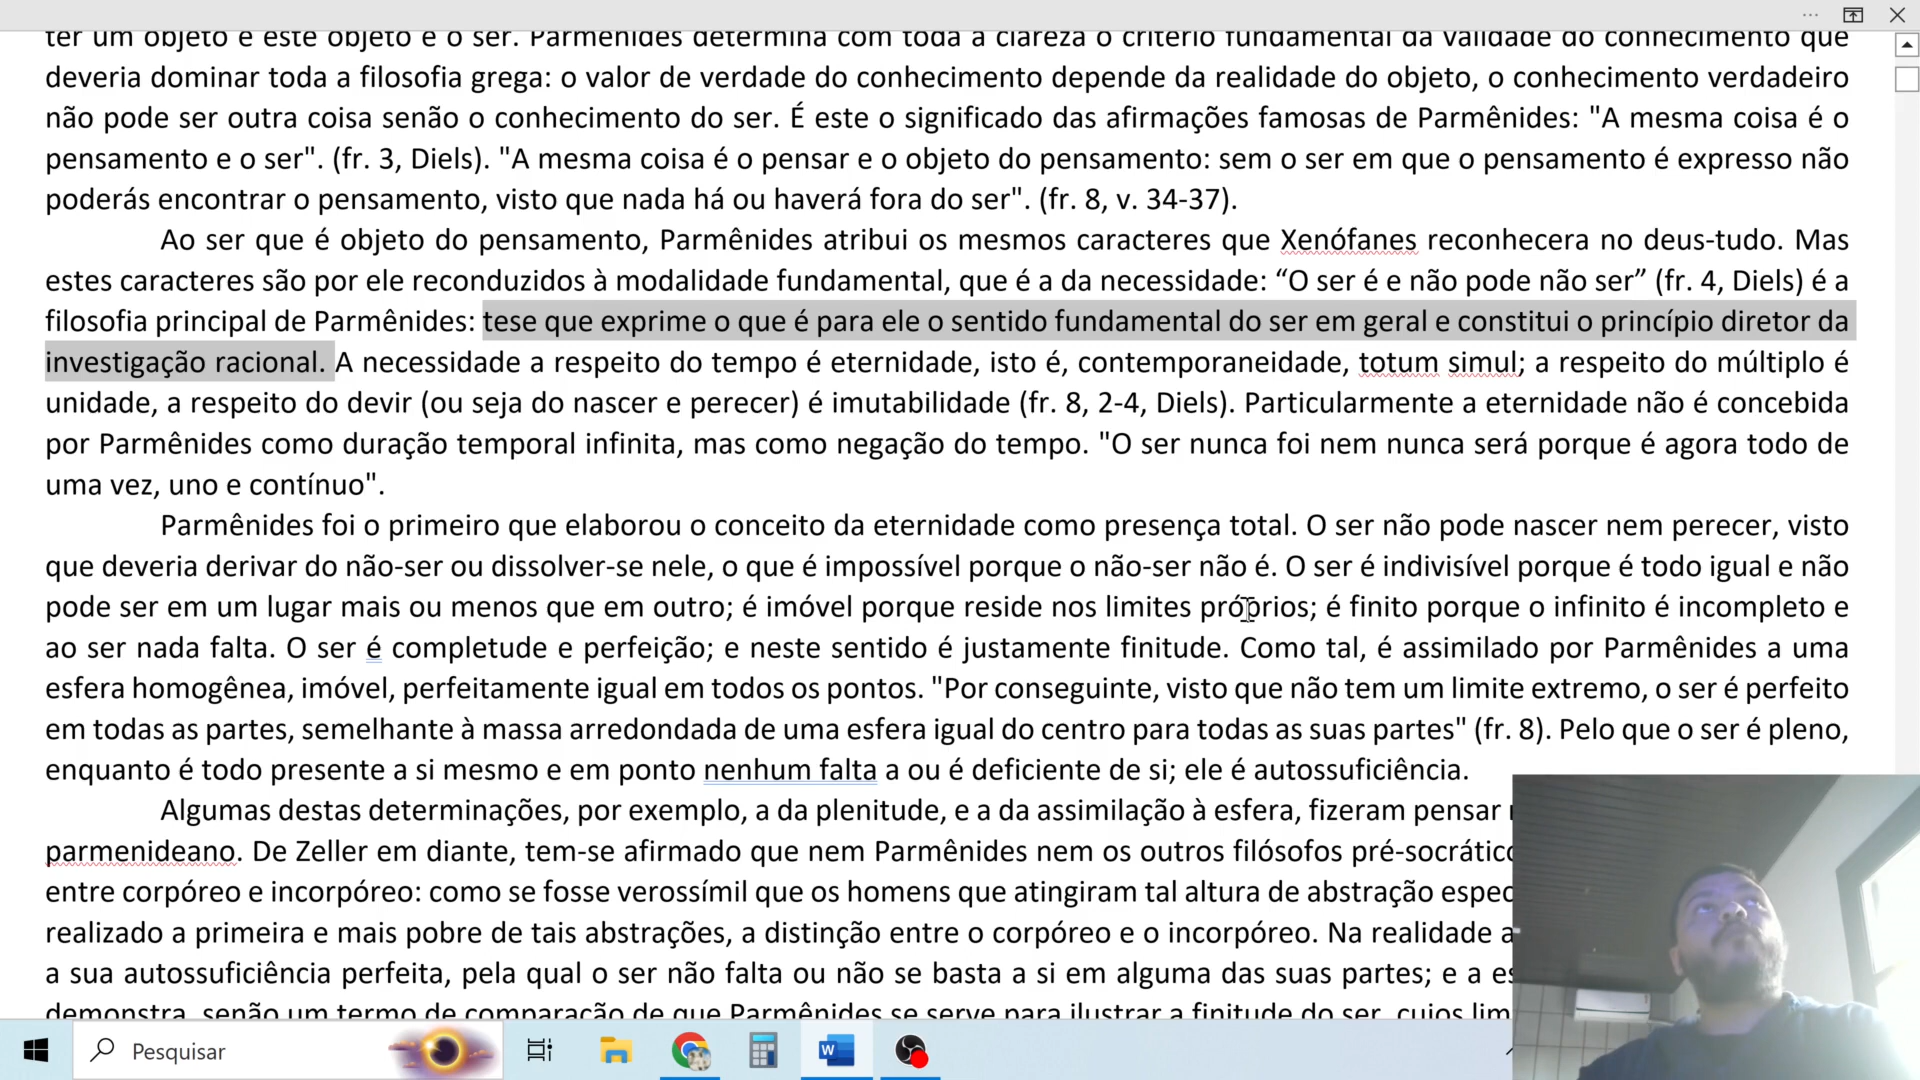 ter um objeto e este objeto é o ser. Parmênides determina com toda a clareza o critério fundamental da validade do conhecimento que
deveria dominar toda a filosofia grega: o valor de verdade do conhecimento depende da realidade do objeto, o conhecimento verdadeiro
não pode ser outra coisa senão o conhecimento do ser. É este o significado das afirmações famosas de Parmênides: "A mesma coisa é o
pensamento e o ser". (fr. 3, Diels). "A mesma coisa é o pensar e o objeto do pensamento: sem o ser em que o pensamento é expresso não
poderás encontrar o pensamento, visto que nada há ou haverá fora do ser". (fr. 8, v. 34-37).
Ao ser que é objeto do pensamento, Parmênides atribui os mesmos caracteres que Xenófanes reconhecera no deus-tudo. Mas
estes caracteres são por ele reconduzidos à modalidade fundamental, que é a da necessidade: “O ser é e não pode não ser” (fr. 4, Diels) é a
filosofia principal de Parmênides: tese que exprime o que é para ele o sentido fundamental do ser em geral e constitui o princípio diretor da
investigação racional. A necessidade a respeito do tempo é eternidade, isto é, contemporaneidade, totum simul; a respeito do múltiplo é
unidade, a respeito do devir (ou seja do nascer e perecer) é imutabilidade (fr. 8, 2-4, Diels). Particularmente a eternidade não é concebida
por Parmênides como duração temporal infinita, mas como negação do tempo. "O ser nunca foi nem nunca será porque é agora todo de
uma vez, uno e contínuo".
Parmênides foi o primeiro que elaborou o conceito da eternidade como presença total. O ser não pode nascer nem perecer, visto
que deveria derivar do não-ser ou dissolver-se nele, o que é impossível porque o não-ser não é. O ser é indivisível porque é todo igual e não
pode ser em um lugar mais ou menos que em outro; é imóvel porque reside nos limites próprios; é finito porque o infinito é incompleto e
ao ser nada falta. O ser é completude e perfeição; e neste sentido é justamente finitude. Como tal, é assimilado por Parmênides a uma
esfera homogênea, imóvel, perfeitamente igual em todos os pontos. "Por conseguinte, visto que não tem um limite extremo, o ser é perfeito
em todas as partes, semelhante à massa arredondada de uma esfera igual do centro para todas as suas partes" (fr. 8). Pelo que o ser é pleno,
enquanto é todo presente a si mesmo e em ponto nenhum falta a ou é deficiente de si; ele é autossuficiência.
Algumas destas determinações, por exemplo, a da plenitude, e a da assimilação à esfera, fizeram pensar
parmenideano. De Zeller em diante, tem-se afirmado que nem Parmênides nem os outros filósofos pré-socrátic
entre corpóreo e incorpóreo: como se fosse verossímil que os homens que atingiram tal altura de abstração espec
realizado a primeira e mais pobre de tais abstrações, a distinção entre o corpóreo e o incorpóreo. Na realidade a
a sua autossuficiência perfeita, pela qual o ser não falta ou não se basta a si em alguma das suas partes; e a es
demonstra, senão um termo de comparação de que Parmênides se serve para ilustrar a finitude do ser, cujos lim
Pesquisar